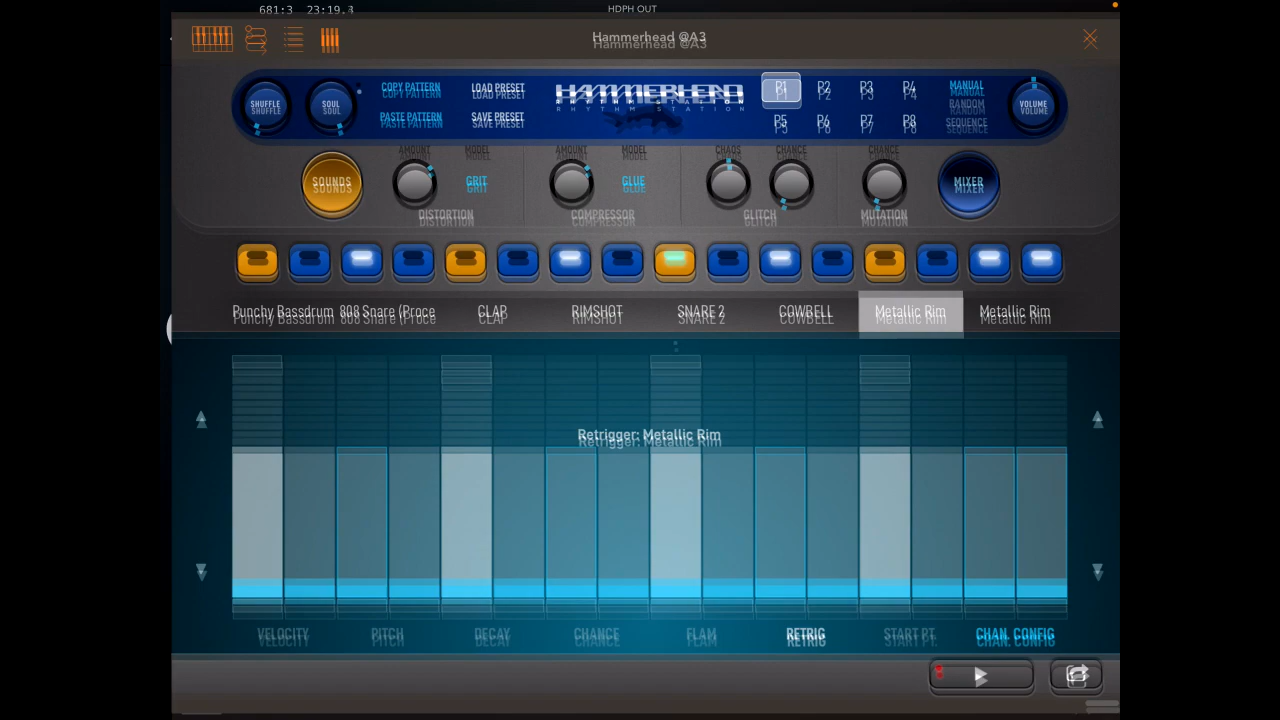 681:3 23:19.3
HDPH OUT
Hammerhead @A3
SHUFFLE
SOUL
COPY PATTERN
PASTE PATTERN
LOAD PRESET
SAVE PRESET
HAMMERHEAD
RHYTHM STATION
P1 P2 P3 P4
P5 P6 P7 P8
MANUAL
RANDOM
SEQUENCE
VOLUME
SOUNDS
AMOUNT MODEL
GRIT
DISTORTION
AMOUNT MODEL
GLUE
COMPRESSOR
CHAOS CHANCE
GLITCH
CHANCE
MUTATION
MIXER
Punchy Bassdrum 808 Snare (Proce CLAP RIMSHOT SNARE 2 COWBELL Metallic Rim Metallic Rim
Retrigger: Metallic Rim
VELOCITY PITCH DECAY CHANCE FLAM RETRIG START PT. CHAN. CONFIG